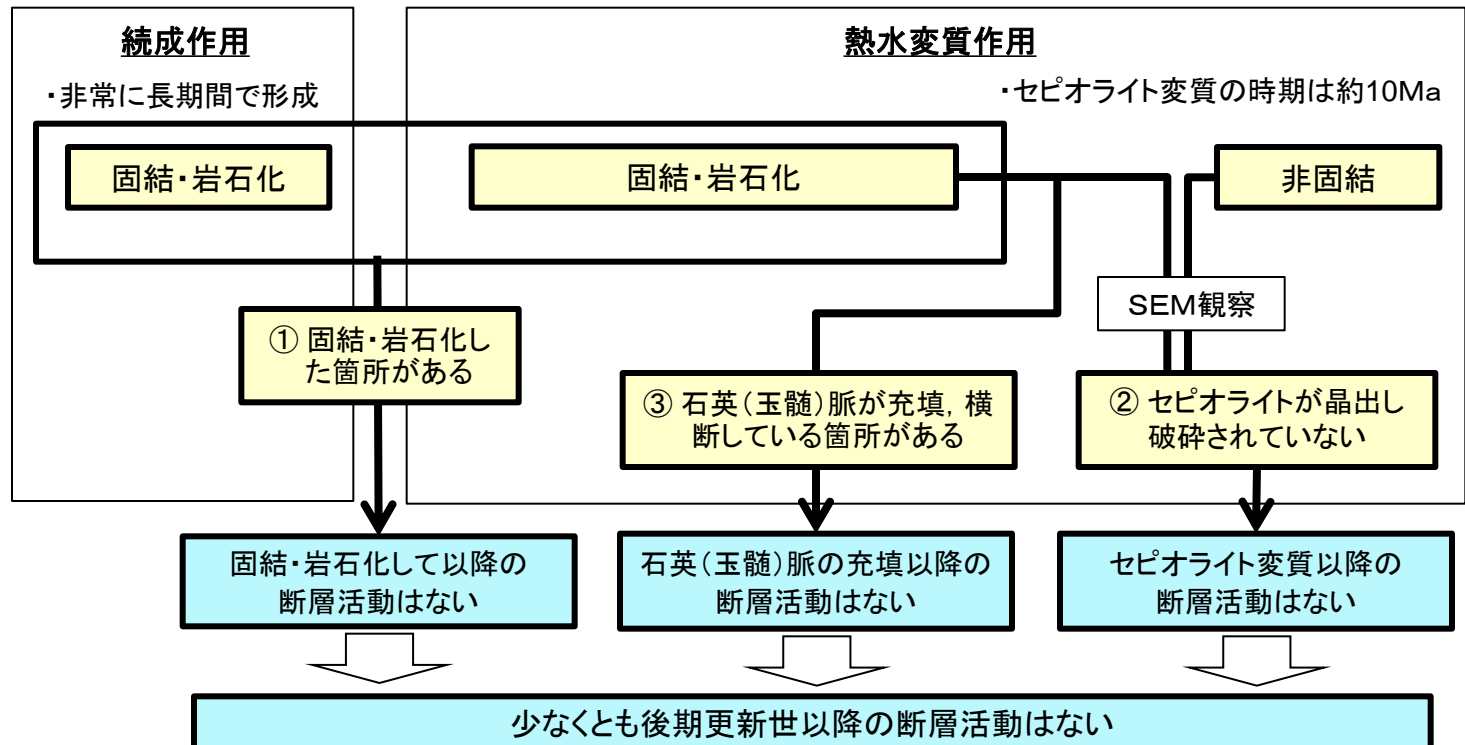 続成作用
・非常に長期間で形成
熱水変質作用
・セピオライト変質の時期は約10Ma
固結・岩石化
固結・岩石化
非固結
SEM観察
① 固結・岩石化し
た箇所がある
③ 石英(玉髄)脈が充填, 横
断している箇所がある
② セピオライトが晶出し
破砕されていない
固結・岩石化して以降の
断層活動はない
石英(玉髄)脈の充填以降の
断層活動はない
セピオライト変質以降の
断層活動はない
少なくとも後期更新世以降の断層活動はない